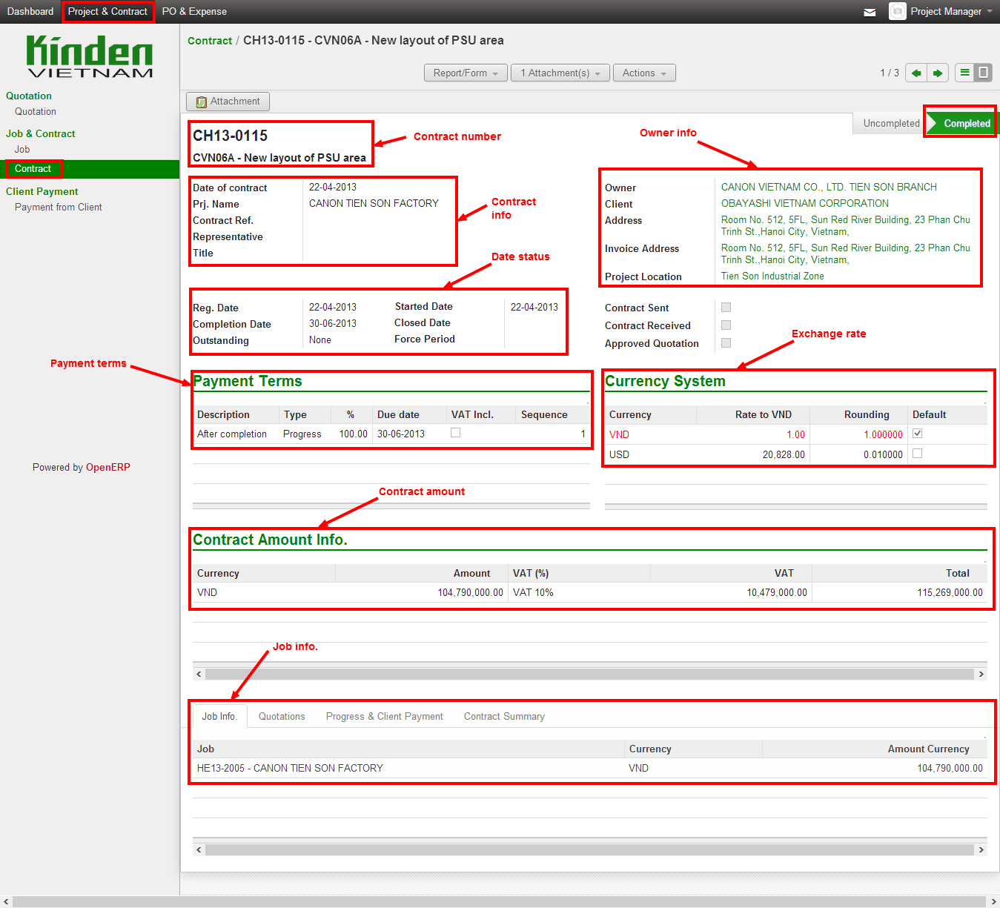 Dashboard Project & Contract PO & Expense Project Manager
Kinden
VIETNAM
Quotation
Quotation
Job & Contract
Job
Contract
Client Payment
Payment from Client
Powered by OpenERP
Contract / CH13-0115 - CVN06A - New layout of PSU area
Report/Form 1 Attachment(s) Actions 1 / 3
Attachment
Uncompleted Completed
CH13-0115
CVN06A - New layout of PSU area
Contract number
Owner info
Date of contract 22-04-2013
Prj. Name CANON TIEN SON FACTORY
Contract Ref.
Representative
Title
Contract
info
Owner CANON VIETNAM CO., LTD. TIEN SON BRANCH
Client OBAYASHI VIETNAM CORPORATION
Address Room No. 512, 5FL, Sun Red River Building, 23 Phan Chu
Trinh St.,Hanoi City, Vietnam,
Invoice Address Room No. 512, 5FL, Sun Red River Building, 23 Phan Chu
Trinh St.,Hanoi City, Vietnam,
Project Location Tien Son Industrial Zone
Date status
Reg. Date 22-04-2013 Started Date 22-04-2013
Completion Date 30-06-2013 Closed Date
Outstanding None Force Period
Contract Sent
Contract Received
Approved Quotation
Exchange rate
Payment terms
Payment Terms
Description Type % Due date VAT Incl. Sequence
After completion Progress 100.00 30-06-2013 1
Currency System
Currency Rate to VND Rounding Default
VND 1.00 1.000000
USD 20,828.00 0.010000
Contract amount
Contract Amount Info.
Currency Amount VAT (%) VAT Total
VND 104,790,000.00 VAT 10% 10,479,000.00 115,269,000.00
Job info.
Job Info. Quotations Progress & Client Payment Contract Summary
Job Currency Amount Currency
HE13-2005 - CANON TIEN SON FACTORY VND 104,790,000.00